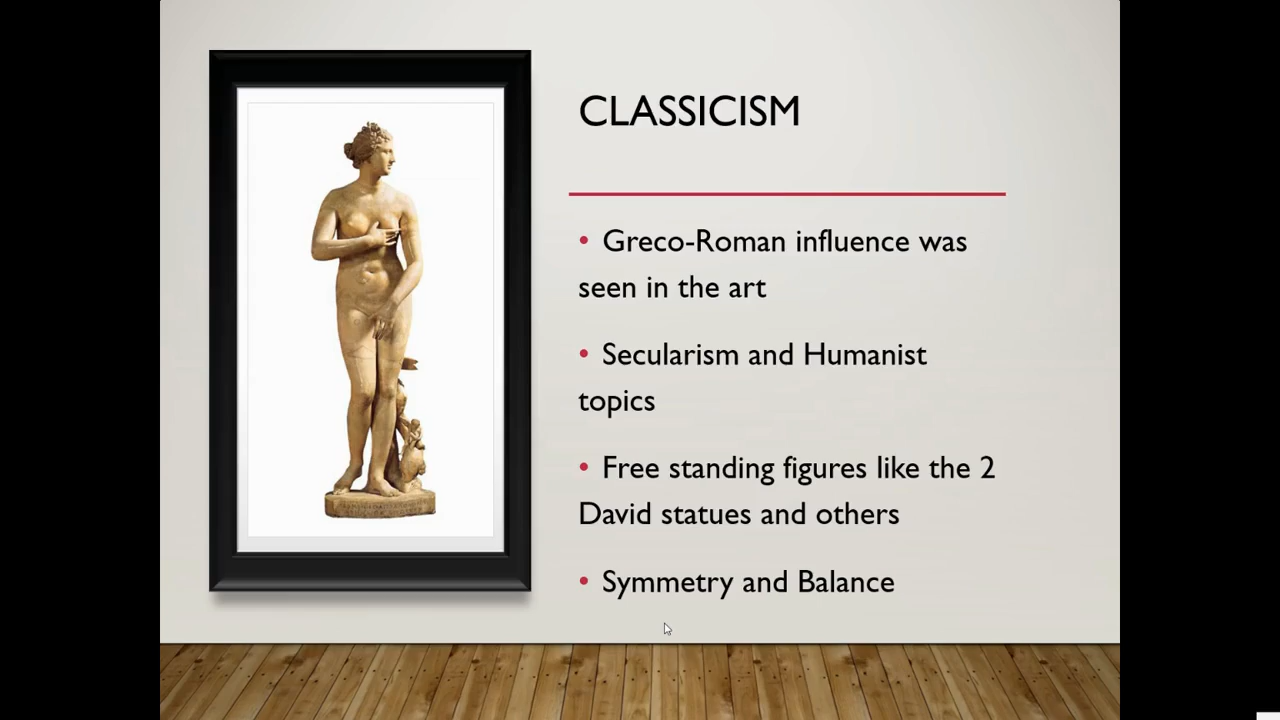 CLASSICISM
• Greco-Roman influence was
seen in the art
• Secularism and Humanist
topics
• Free standing figures like the 2
David statues and others
• Symmetry and Balance